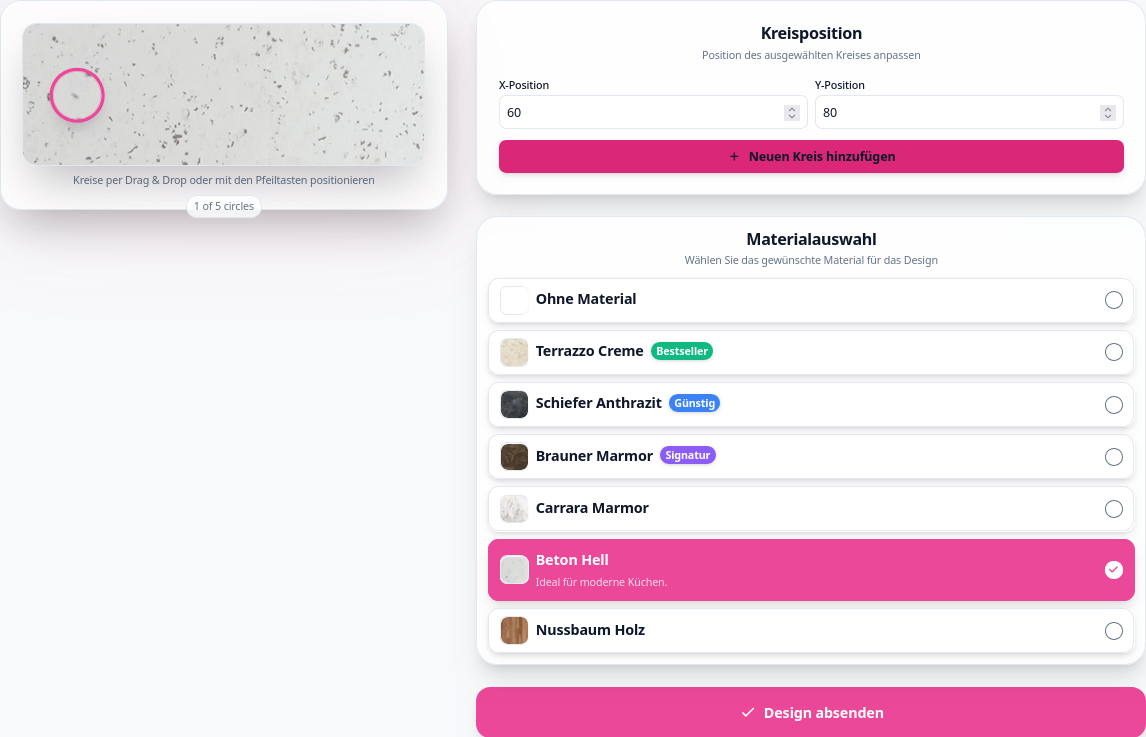 Kreise per Drag & Drop oder mit den Pfeiltasten positionieren
1 of 5 circles
Kreisposition
Position des ausgewählten Kreises anpassen
X-Position
Y-Position
60
80
+ Neuen Kreis hinzufügen
Materialauswahl
Wählen Sie das gewünschte Material für das Design
Ohne Material
Terrazzo Creme Bestseller
Schiefer Anthrazit Günstig
Brauner Marmor Signatur
Carrara Marmor
Beton Hell
Ideal für moderne Küchen.
Nussbaum Holz
Design absenden